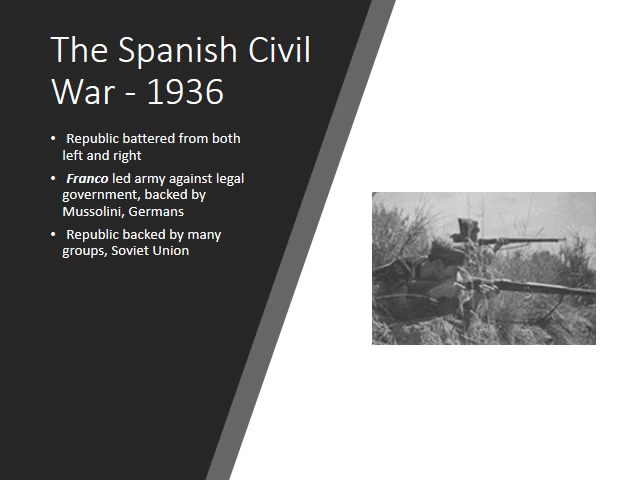 The Spanish Civil
War - 1936
• Republic battered from both
left and right
• Franco led army against legal
government, backed by
Mussolini, Germans
• Republic backed by many
groups, Soviet Union